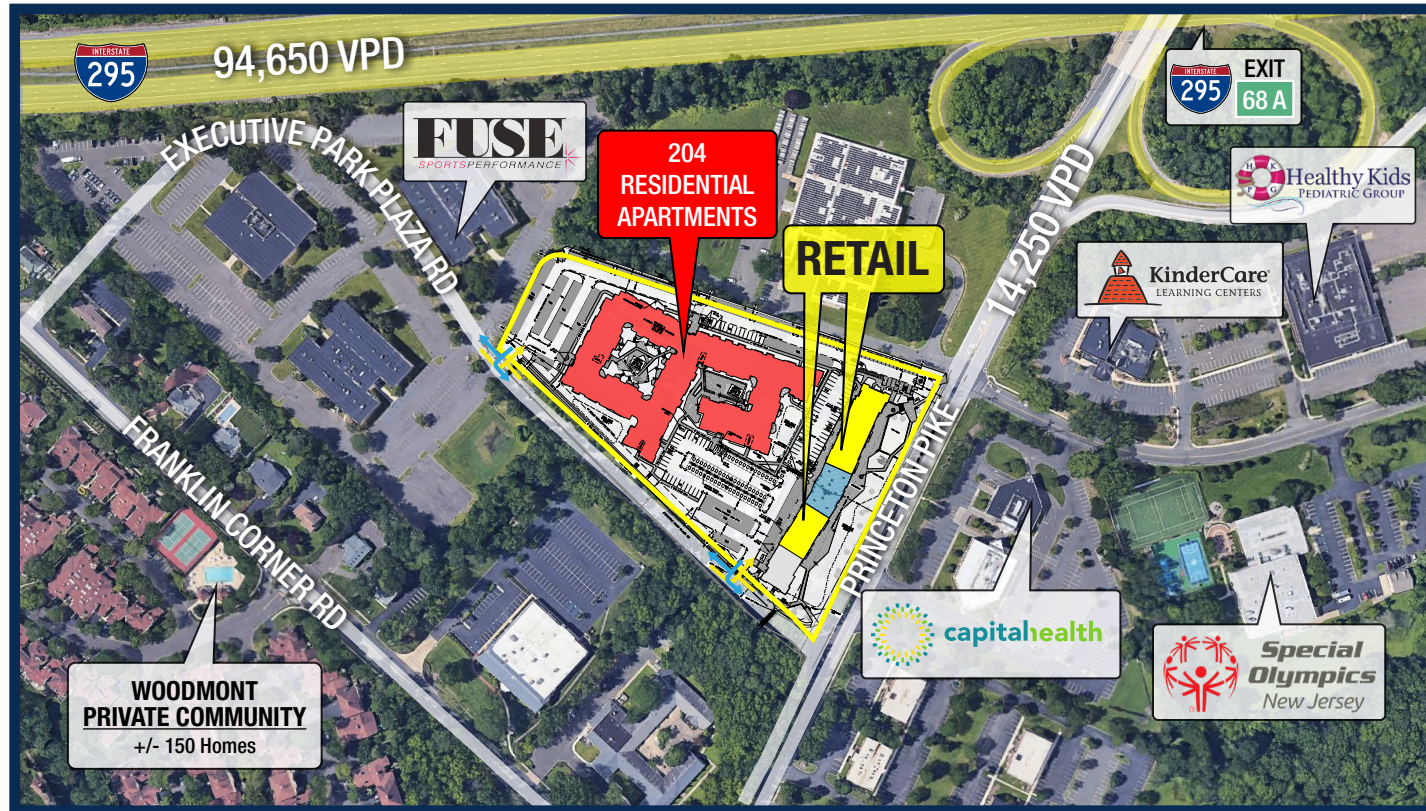 INTERSTATE
295
94,650 VPD
INTERSTATE
295
EXIT
68 A
EXECUTIVE PARK PLAZA RD
FUSE
SPORTSPERFORMANCE
204
RESIDENTIAL
APARTMENTS
RETAIL
14,250 VPD
H K
P G
Healthy Kids
PEDIATRIC GROUP
KinderCare
LEARNING CENTERS
FRANKLIN CORNER RD
PRINCETON PIKE
capitalhealth
Special
Olympics
New Jersey
WOODMONT
PRIVATE COMMUNITY
+/- 150 Homes